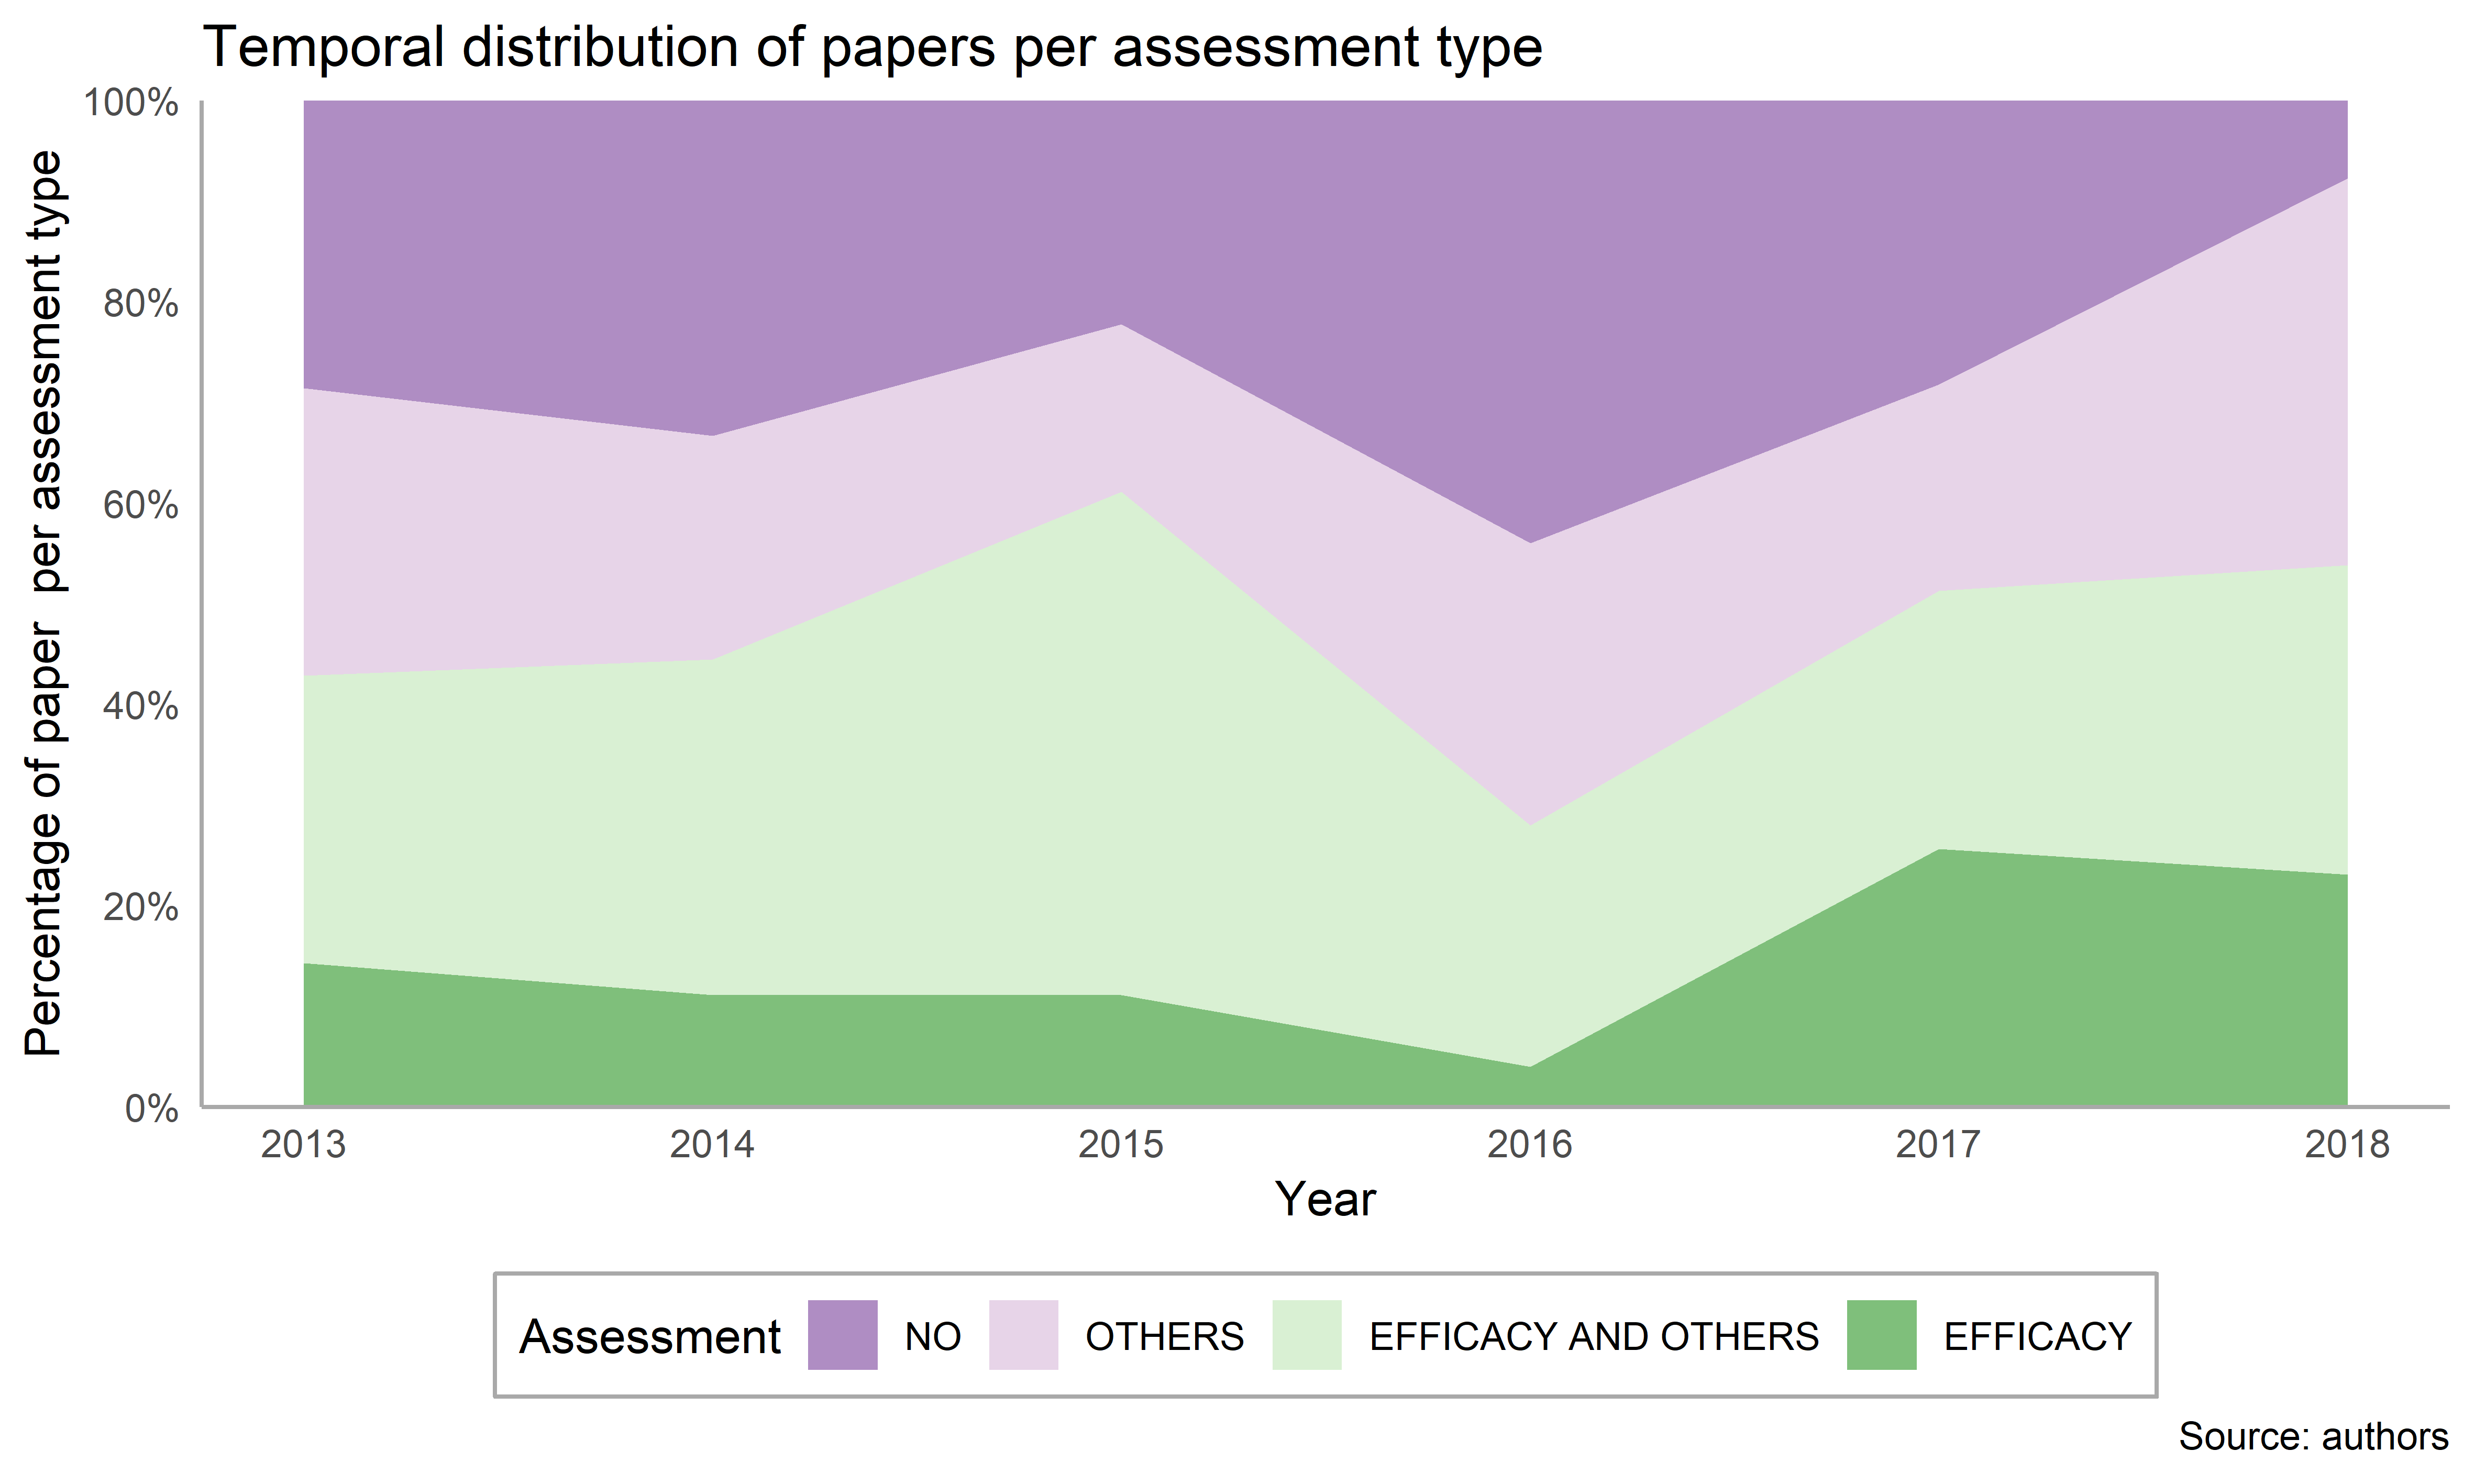 Temporal distribution of papers per assessment type
Percentage of paper  per assessment type
100%
80%
60%
40%
20%
0%
2013 2014 2015 2016 2017 2018
Year
Assessment NO OTHERS EFFICACY AND OTHERS EFFICACY
Source: authors